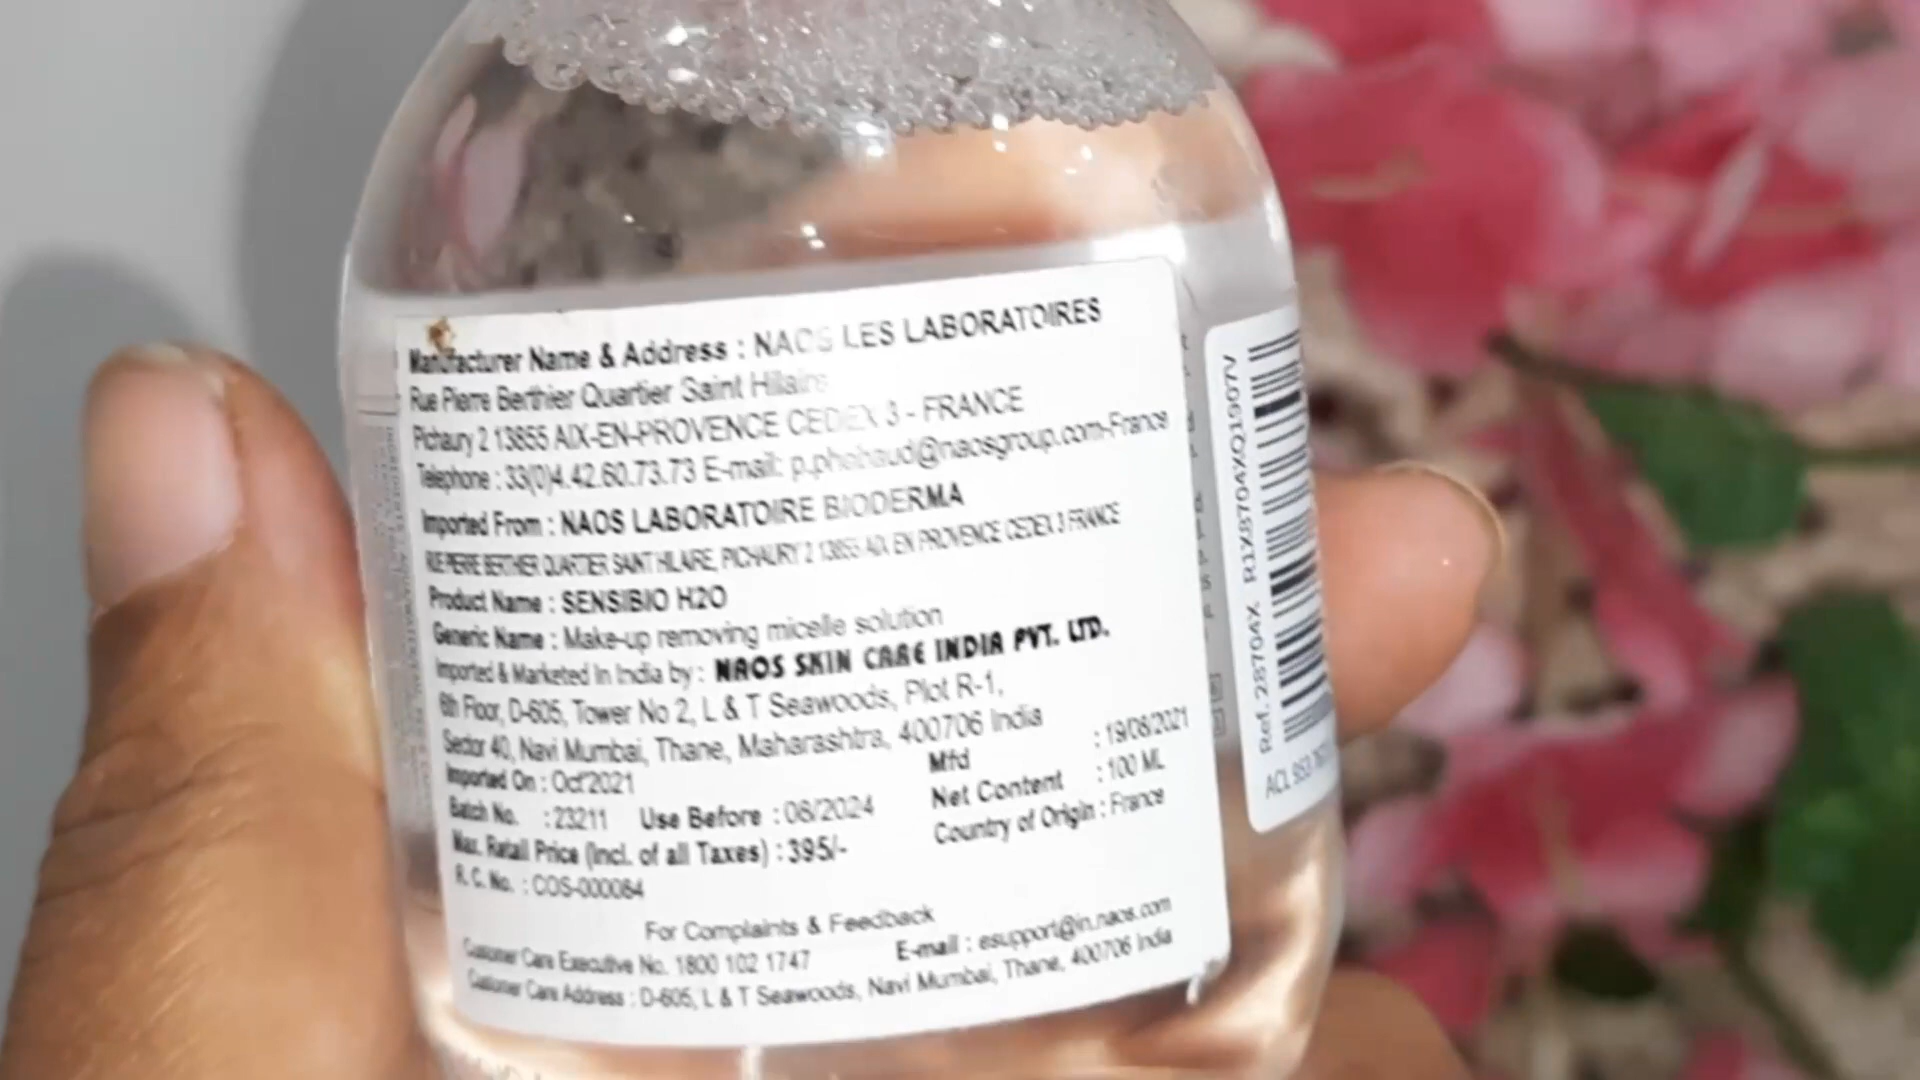 Manufacturer Name & Address : NAOS LES LABORATOIRES
Rue Pierre Berthier Quartier Saint Hilaire
Pichaury 2 13855 AIX-EN-PROVENCE CEDEX 3 - FRANCE
Telephone : 33(0)4.42.60.73.73 E-mail:
Imported From : NAOS LABORATOIRE BIODERMA
RUE PIERRE BERTHIER QUARTIER SAINT HILAIRE, PICHAURY 2 13855 AIX EN PROVENCE CEDEX 3 FRANCE
Product Name : SENSIBIO H2O
Generic Name : Make-up removing micelle solution
Imported & Marketed In India by : NAOS SKIN CARE INDIA PVT. LTD.
6th Floor, D-605, Tower No 2, L & T Seawoods, Plot R-1,
Sector 40, Navi Mumbai, Thane, Maharashtra, 400706 India
Imported On : Oct'2021
Mfd : 19/08/2021
Batch No. : 23211 Use Before : 08/2024
Net Content : 100 ML
Max. Retail Price (Incl. of all Taxes) : 395/-
Country of Origin : France
R. C. No. : COS-000084
For Complaints & Feedback
Customer Care Executive No. 1800 102 1747 E-mail : esupport@in.naos.com
Customer Care Address : D-605, L & T Seawoods, Navi Mumbai, Thane, 400706 India
Ref. 28704X R1X8704XQ1907V
ACL